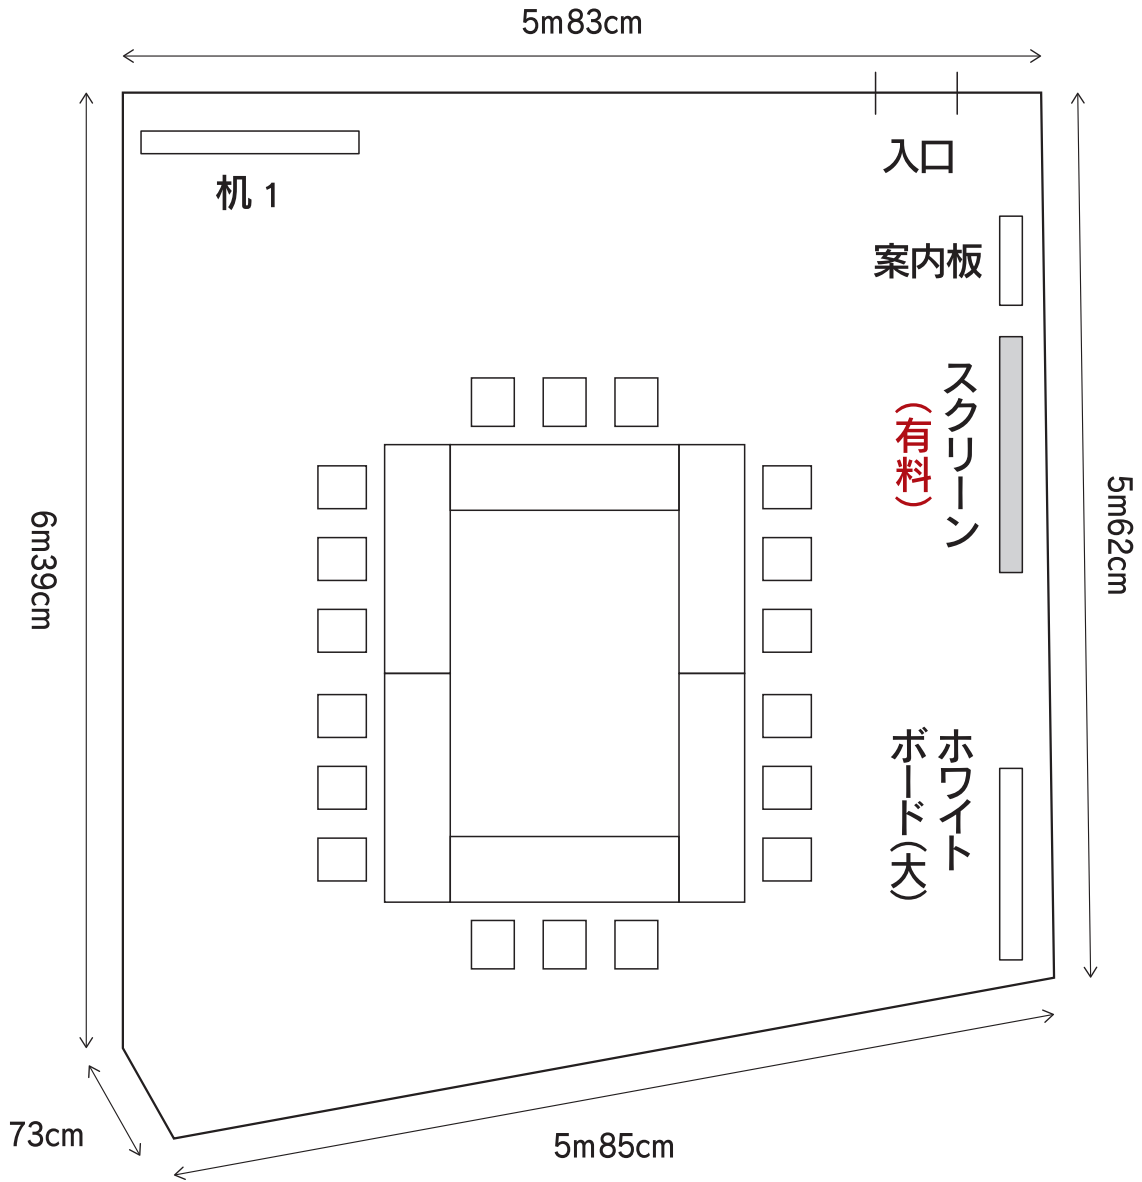 5m83cm
入口
机 1
案内板
スクリーン
(有料)
6m39cm
5m62cm
ホワイト
ボード(大)
73cm
5m85cm